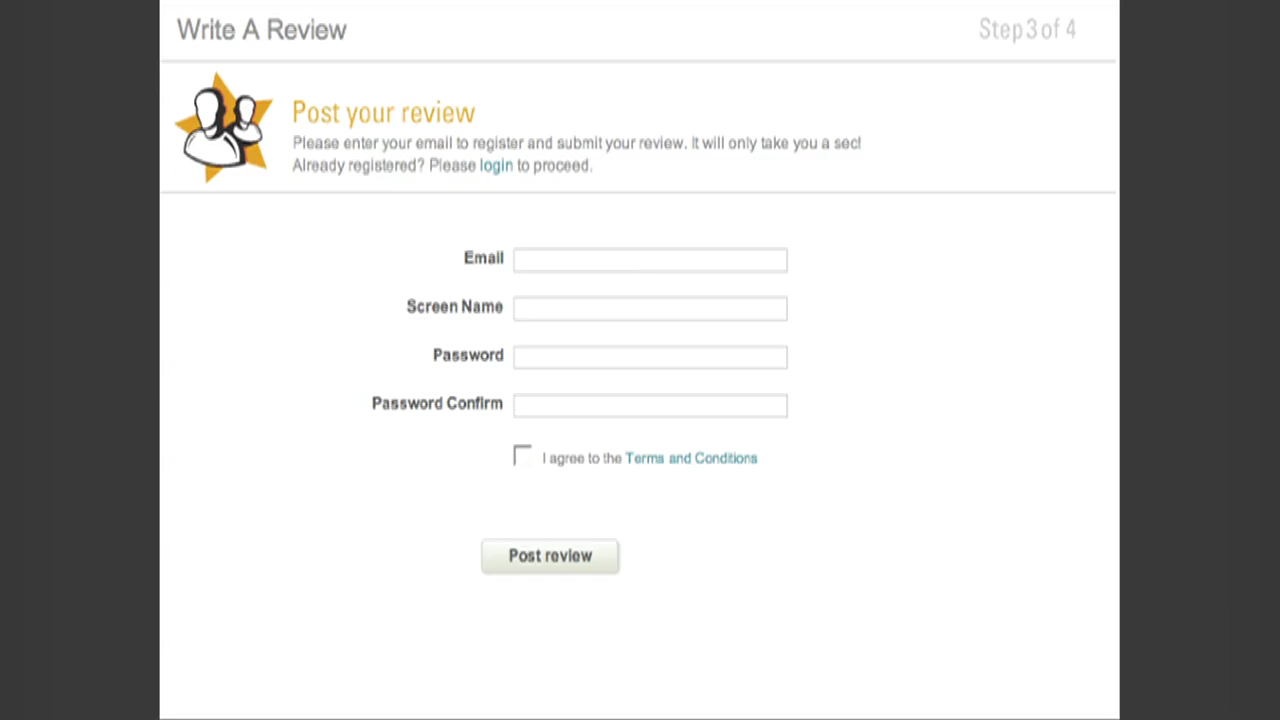 Write A Review
Step 3 of 4
Post your review
Please enter your email to register and submit your review. It will only take you a sec!
Already registered? Please login to proceed.
Email
Screen Name
Password
Password Confirm
I agree to the Terms and Conditions
Post review